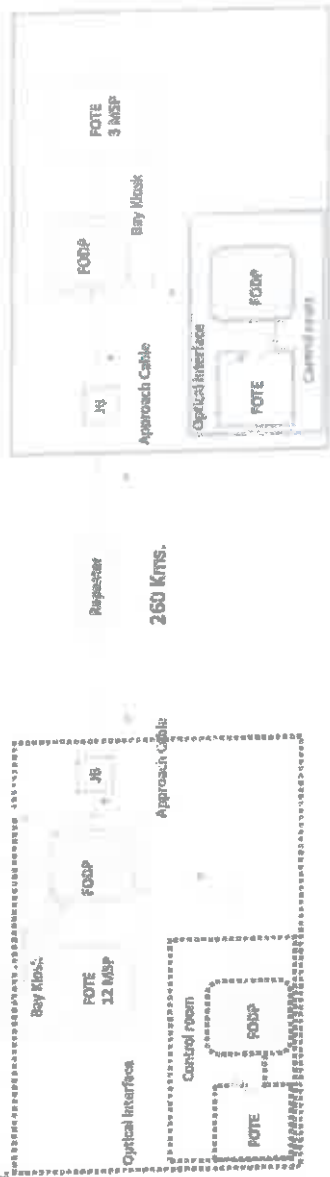 Bay Kiosk
FOTE
12 MSP
FODP
JB
Approach Cable
Optical Interface
Control room
FOTE
FODP
Repeater
260 Kms.
JB
Approach Cable
FODP
FOTE
3 MSP
Bay Kiosk
Optical Interface
FOTE
FODP
Control room